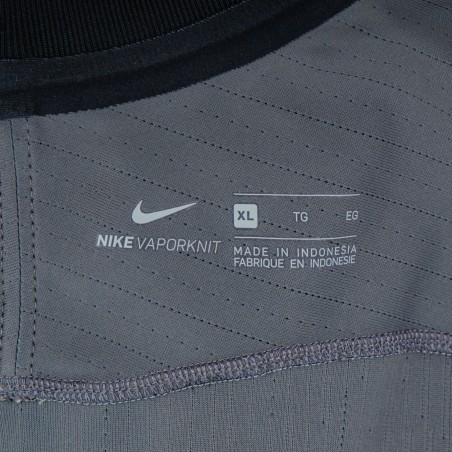 XL TG EG
NIKE VAPORKNIT
MADE IN INDONESIA
FABRIQUE EN INDONESIE